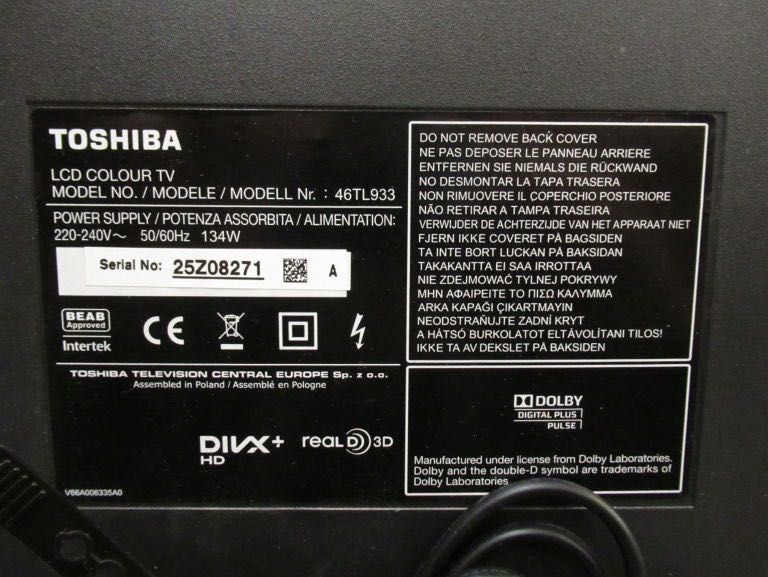 TOSHIBA
LCD COLOUR TV
MODEL NO. / MODELE / MODELL Nr. : 46TL933
POWER SUPPLY / POTENZA ASSORBITA / ALIMENTATION:
220-240V～ 50/60Hz 134W
Serial No: 25Z08271 A
BEAB
Approved
Intertek
CE
TOSHIBA TELEVISION CENTRAL EUROPE Sp. z o.o.
Assembled in Poland / Assemblé en Pologne
DIVX+
HD
REAL D 3D
V66A006335A0
DO NOT REMOVE BACK COVER
NE PAS DEPOSER LE PANNEAU ARRIERE
ENTFERNEN SIE NIEMALS DIE RÜCKWAND
NO DESMONTAR LA TAPA TRASERA
NON RIMUOVERE IL COPERCHIO POSTERIORE
NÃO RETIRAR A TAMPA TRASEIRA
VERWIJDER DE ACHTERZIJDE VAN HET APPARAAT NIET
FJERN IKKE COVERET PÅ BAGSIDEN
TA INTE BORT LUCKAN PÅ BAKSIDAN
TAKAKANTTA EI SAA IRROTTAA
NIE ZDEJMOWAĆ TYLNEJ POKRYWY
ΜΗΝ ΑΦΑΙΡΕΙΤΕ ΤΟ ΠΙΣΩ ΚΑΛΥΜΜΑ
ARKA KAPAĞI ÇIKARTMAYIN
NEODSTRAŇUJTE ZADNÍ KRYT
A HÁTSÓ BURKOLATOT ELTÁVOLÍTANI TILOS!
IKKE TA AV DEKSLET PÅ BAKSIDEN
DOLBY
DIGITAL PLUS
PULSE
Manufactured under license from Dolby Laboratories.
Dolby and the double-D symbol are trademarks of
Dolby Laboratories